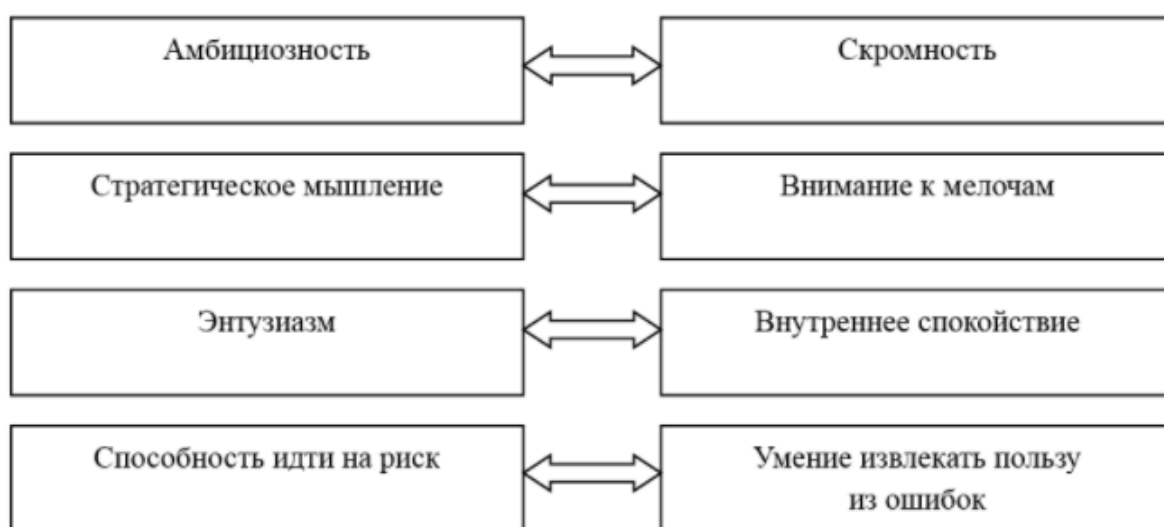 Амбициозность
Скромность
Стратегическое мышление
Внимание к мелочам
Энтузиазм
Внутреннее спокойствие
Способность идти на риск
Умение извлекать пользу
из ошибок